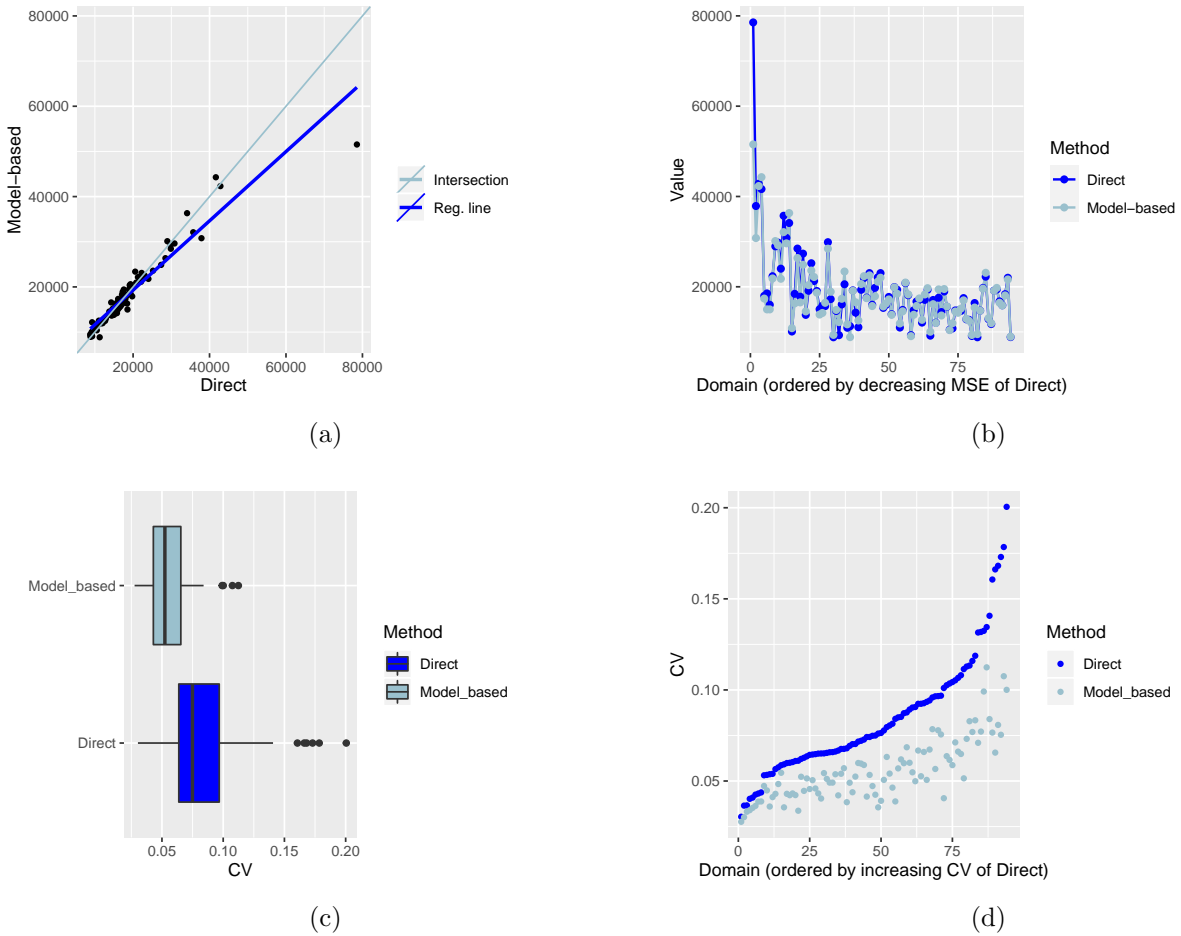 80000
60000
40000
20000
Model−based
20000 40000 60000 80000
Direct
Intersection
Reg. line
(a)
80000
60000
40000
20000
Value
0 25 50 75
Domain (ordered by decreasing MSE of Direct)
Method
Direct
Model−based
(b)
Model_based
Direct
0.05 0.10 0.15 0.20
CV
Method
Direct
Model_based
(c)
0.20
0.15
0.10
0.05
CV
0 25 50 75
Domain (ordered by increasing CV of Direct)
Method
Direct
Model_based
(d)